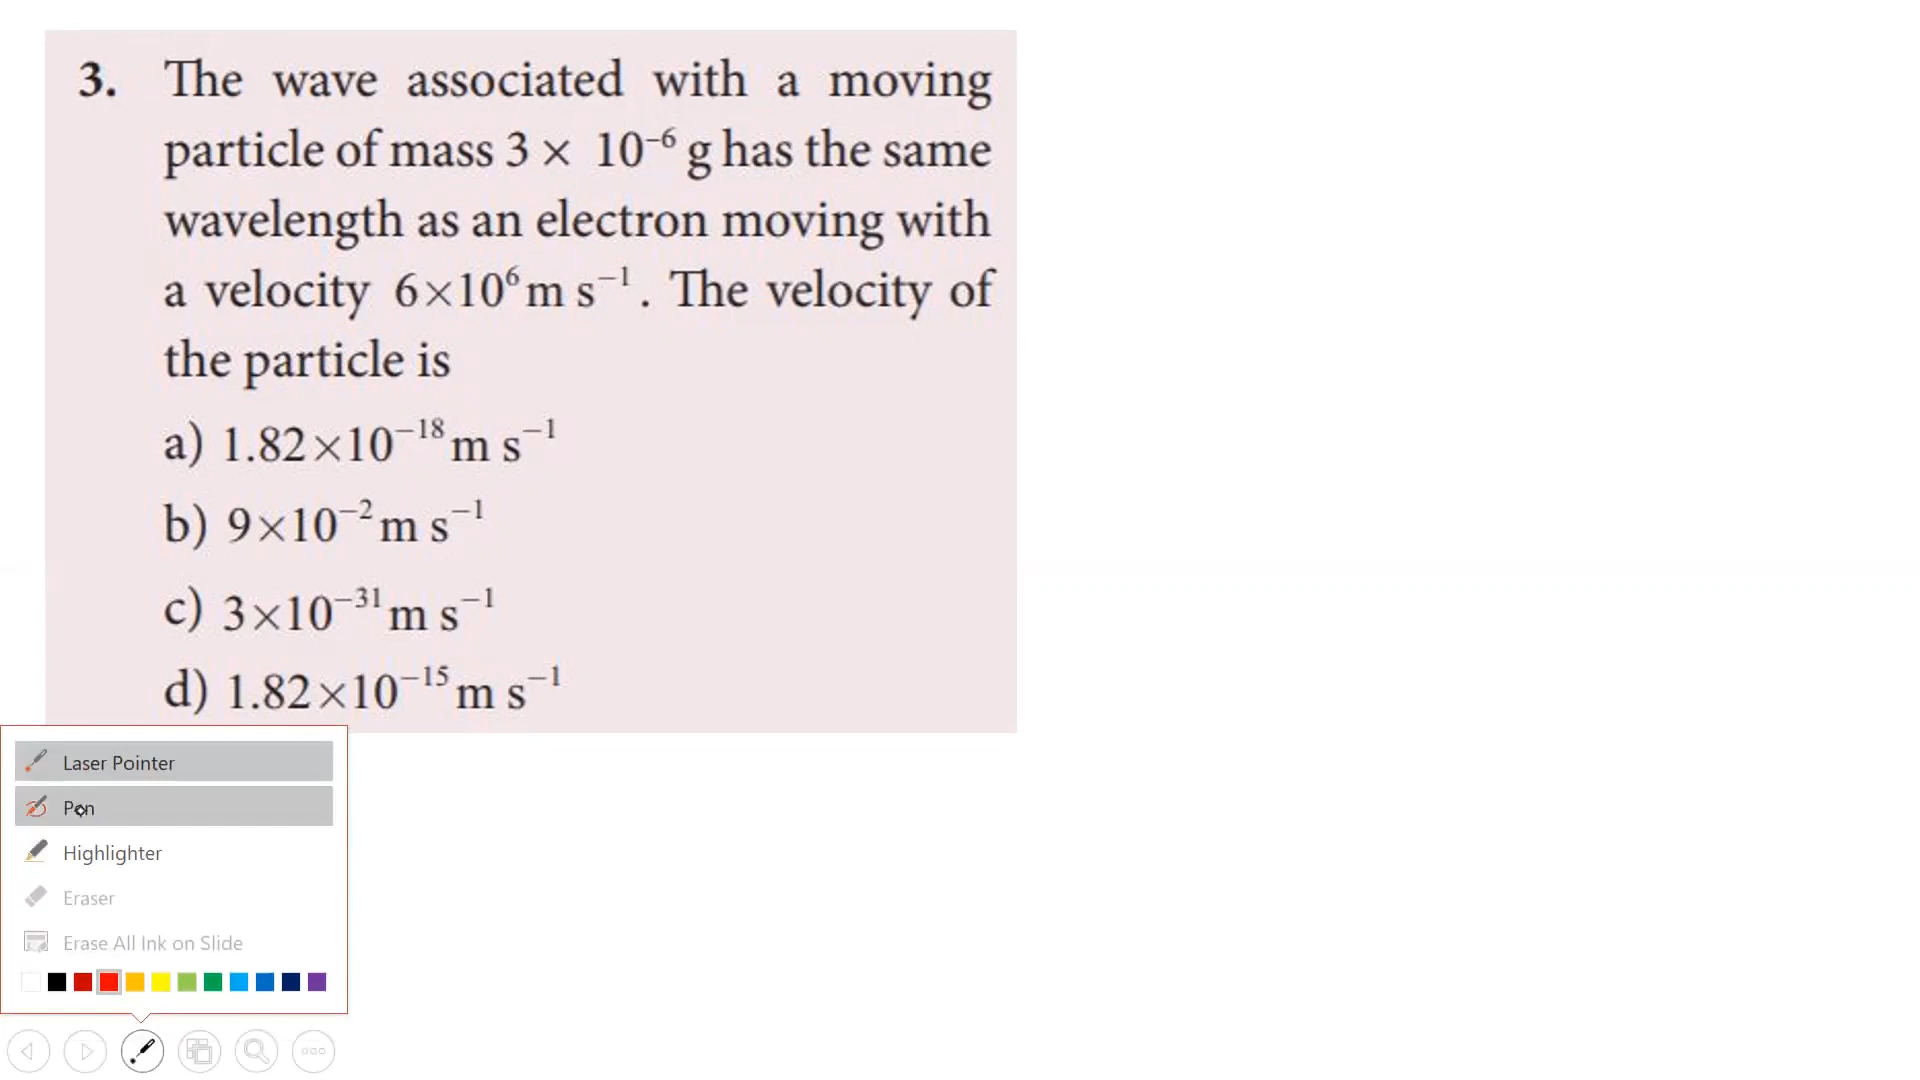 3. The wave associated with a moving
particle of mass 3 × 10⁻⁶ g has the same
wavelength as an electron moving with
a velocity 6×10⁶ m s⁻¹. The velocity of
the particle is
a) 1.82×10⁻¹⁸ m s⁻¹
b) 9×10⁻² m s⁻¹
c) 3×10⁻³¹ m s⁻¹
d) 1.82×10⁻¹⁵ m s⁻¹
Laser Pointer
Pen
Highlighter
Eraser
Erase All Ink on Slide